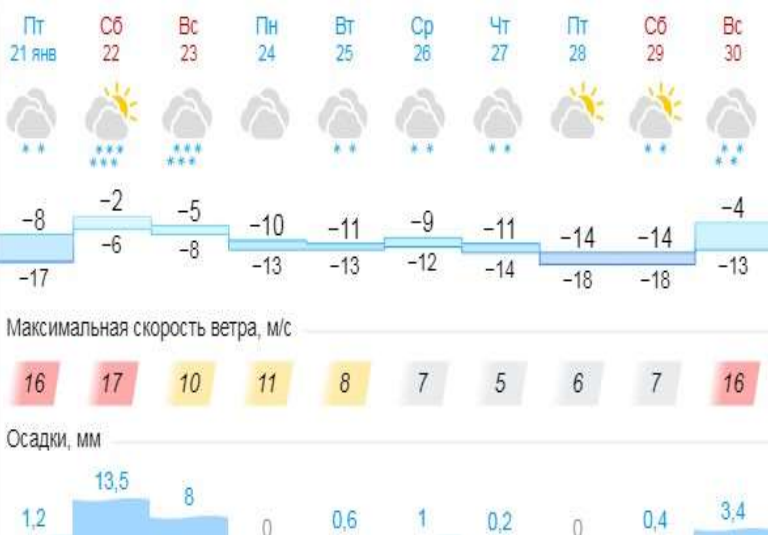 Пт Сб Вс Пн Вт Ср Чт Пт Сб Вс
21 янв 22 23 24 25 26 27 28 29 30
−8 −2 −5 −10 −11 −9 −11 −14 −14 −4
−17 −6 −8 −13 −13 −12 −14 −18 −18 −13
Максимальная скорость ветра, м/с
16 17 10 11 8 7 5 6 7 16
Осадки, мм
1,2 13,5 8 0 0,6 1 0,2 0 0,4 3,4